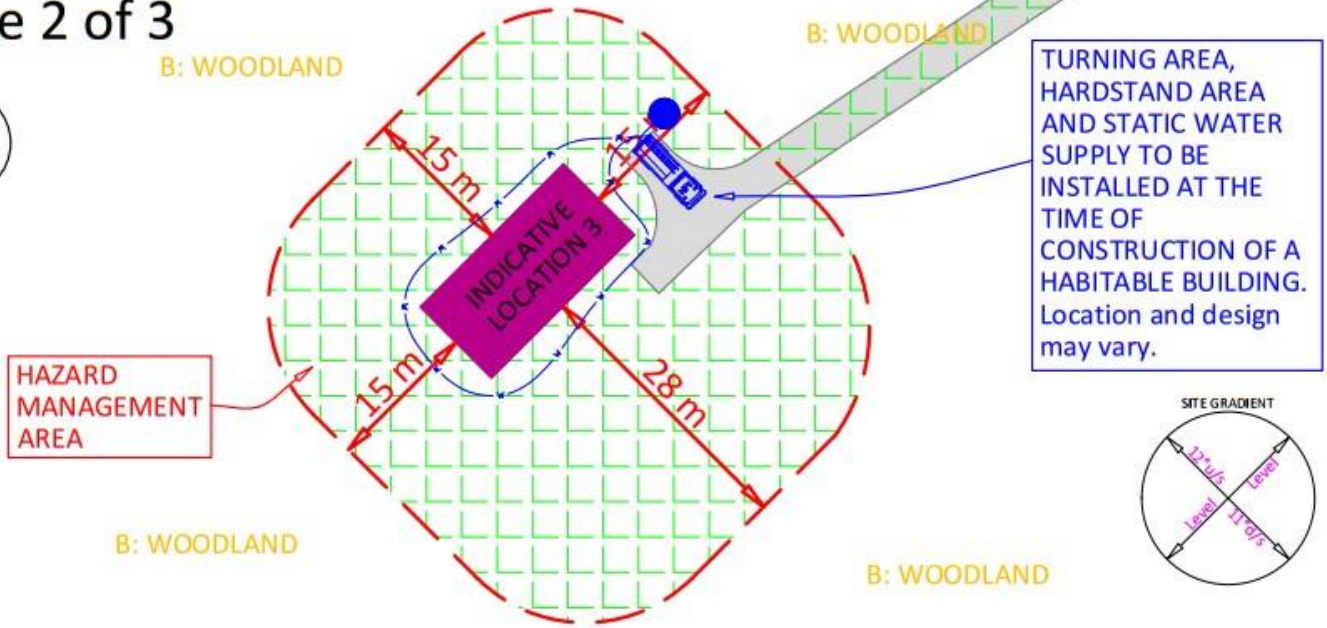 e 2 of 3
B: WOODLAND
B: WOODLAND
TURNING AREA,
HARDSTAND AREA
AND STATIC WATER
SUPPLY TO BE
INSTALLED AT THE
TIME OF
CONSTRUCTION OF A
HABITABLE BUILDING.
Location and design
may vary.
15 m
INDICATIVE
LOCATION 3
HAZARD
MANAGEMENT
AREA
15 m
28 m
SITE GRADIENT
12°u/s
Level
Level
11°d/s
B: WOODLAND
B: WOODLAND